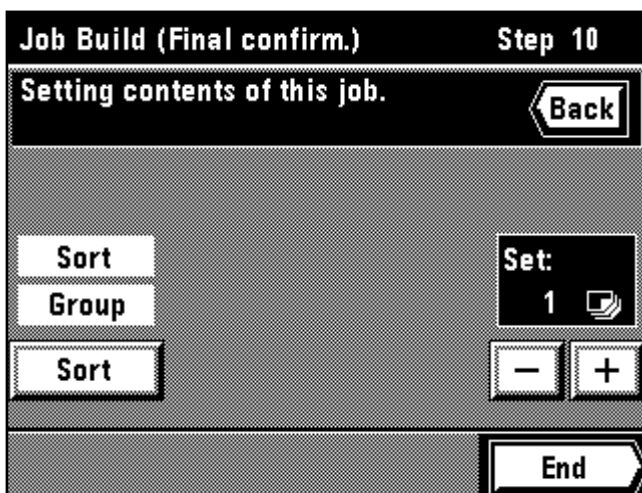 Job Build (Final confirm.) Step 10
Setting contents of this job.
Back
Sort
Set:
Group
1
Sort
− +
End